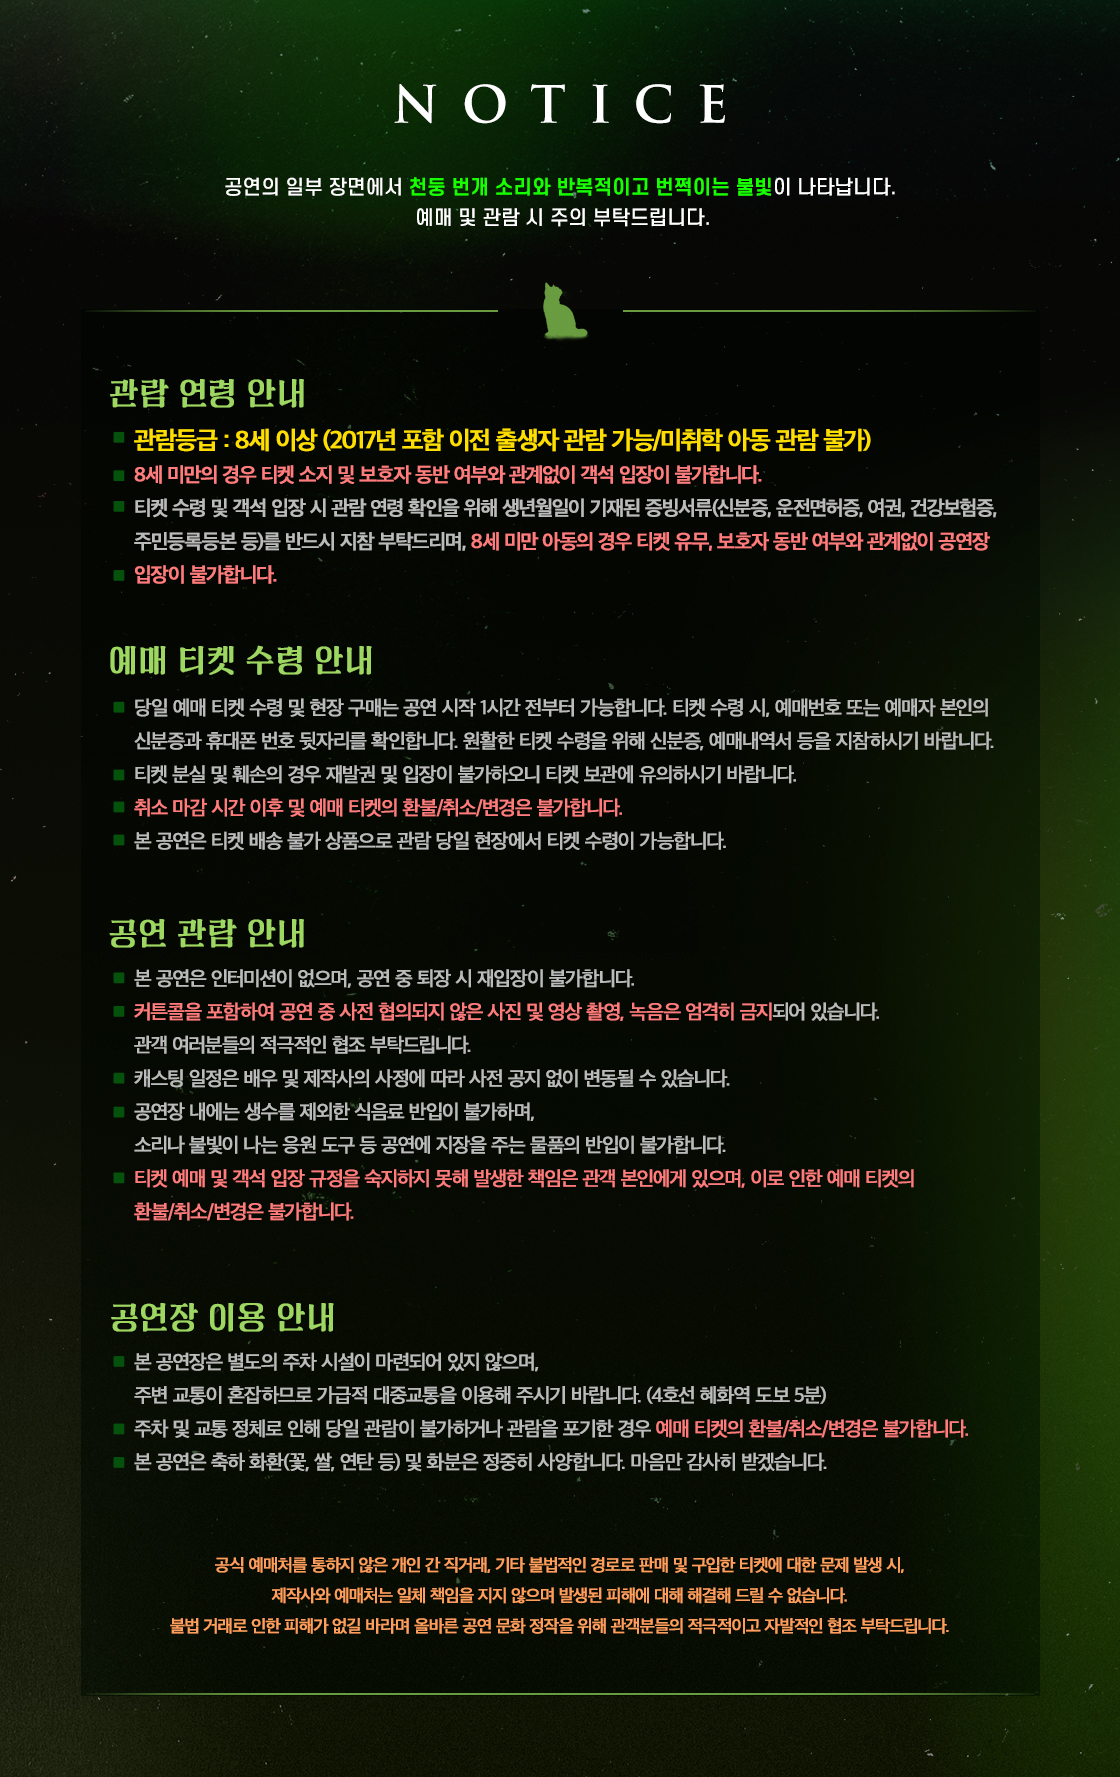 NOTICE
공연의 일부 장면에서 천둥 번개 소리와 반복적이고 번쩍이는 불빛이 나타납니다.
예매 및 관람 시 주의 부탁드립니다.
관람 연령 안내
관람등급 : 8세 이상 (2017년 포함 이전 출생자 관람 가능/미취학 아동 관람 불가)
8세 미만의 경우 티켓 소지 및 보호자 동반 여부와 관계없이 객석 입장이 불가합니다.
티켓 수령 및 객석 입장 시 관람 연령 확인을 위해 생년월일이 기재된 증빙서류(신분증, 운전면허증, 여권, 건강보험증,
주민등록등본 등)를 반드시 지참 부탁드리며, 8세 미만 아동의 경우 티켓 유무, 보호자 동반 여부와 관계없이 공연장
입장이 불가합니다.
예매 티켓 수령 안내
당일 예매 티켓 수령 및 현장 구매는 공연 시작 1시간 전부터 가능합니다. 티켓 수령 시, 예매번호 또는 예매자 본인의
신분증과 휴대폰 번호 뒷자리를 확인합니다. 원활한 티켓 수령을 위해 신분증, 예매내역서 등을 지참하시기 바랍니다.
티켓 분실 및 훼손의 경우 재발권 및 입장이 불가하오니 티켓 보관에 유의하시기 바랍니다.
취소 마감 시간 이후 및 예매 티켓의 환불/취소/변경은 불가합니다.
본 공연은 티켓 배송 불가 상품으로 관람 당일 현장에서 티켓 수령이 가능합니다.
공연 관람 안내
본 공연은 인터미션이 없으며, 공연 중 퇴장 시 재입장이 불가합니다.
커튼콜을 포함하여 공연 중 사전 협의되지 않은 사진 및 영상 촬영, 녹음은 엄격히 금지되어 있습니다.
관객 여러분들의 적극적인 협조 부탁드립니다.
캐스팅 일정은 배우 및 제작사의 사정에 따라 사전 공지 없이 변동될 수 있습니다.
공연장 내에는 생수를 제외한 식음료 반입이 불가하며,
소리나 불빛이 나는 응원 도구 등 공연에 지장을 주는 물품의 반입이 불가합니다.
티켓 예매 및 객석 입장 규정을 숙지하지 못해 발생한 책임은 관객 본인에게 있으며, 이로 인한 예매 티켓의
환불/취소/변경은 불가합니다.
공연장 이용 안내
본 공연장은 별도의 주차 시설이 마련되어 있지 않으며,
주변 교통이 혼잡하므로 가급적 대중교통을 이용해 주시기 바랍니다. (4호선 혜화역 도보 5분)
주차 및 교통 정체로 인해 당일 관람이 불가하거나 관람을 포기한 경우 예매 티켓의 환불/취소/변경은 불가합니다.
본 공연은 축하 화환(꽃, 쌀, 연탄 등) 및 화분은 정중히 사양합니다. 마음만 감사히 받겠습니다.
공식 예매처를 통하지 않은 개인 간 직거래, 기타 불법적인 경로로 판매 및 구입한 티켓에 대한 문제 발생 시,
제작사와 예매처는 일체 책임을 지지 않으며 발생된 피해에 대해 해결해 드릴 수 없습니다.
불법 거래로 인한 피해가 없길 바라며 올바른 공연 문화 정착을 위해 관객분들의 적극적이고 자발적인 협조 부탁드립니다.